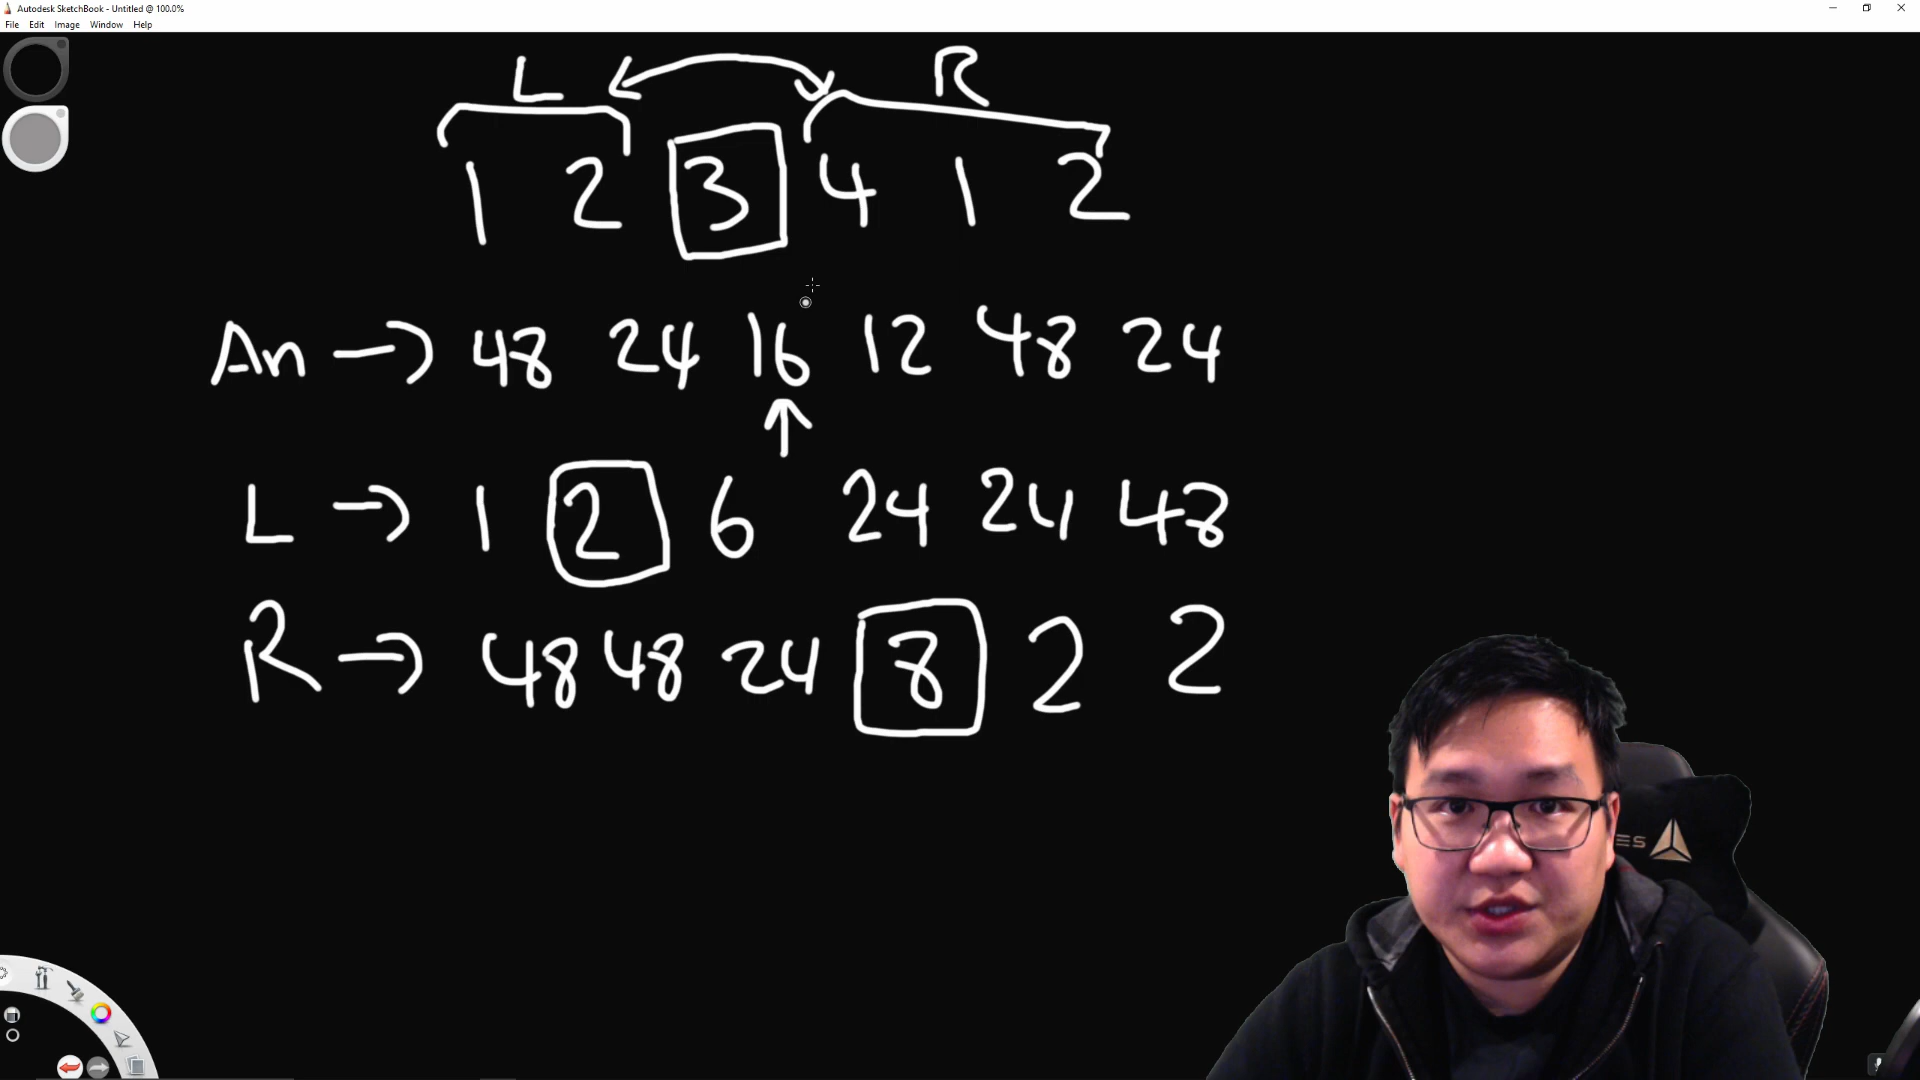 Autodesk SketchBook - Untitled @ 100.0%
File Edit Image Window Help
L R
1 2 3 4 1 2
An → 48 24 16 12 48 24
L → 1 2 6 24 24 48
R → 48 48 24 8 2 2
ES